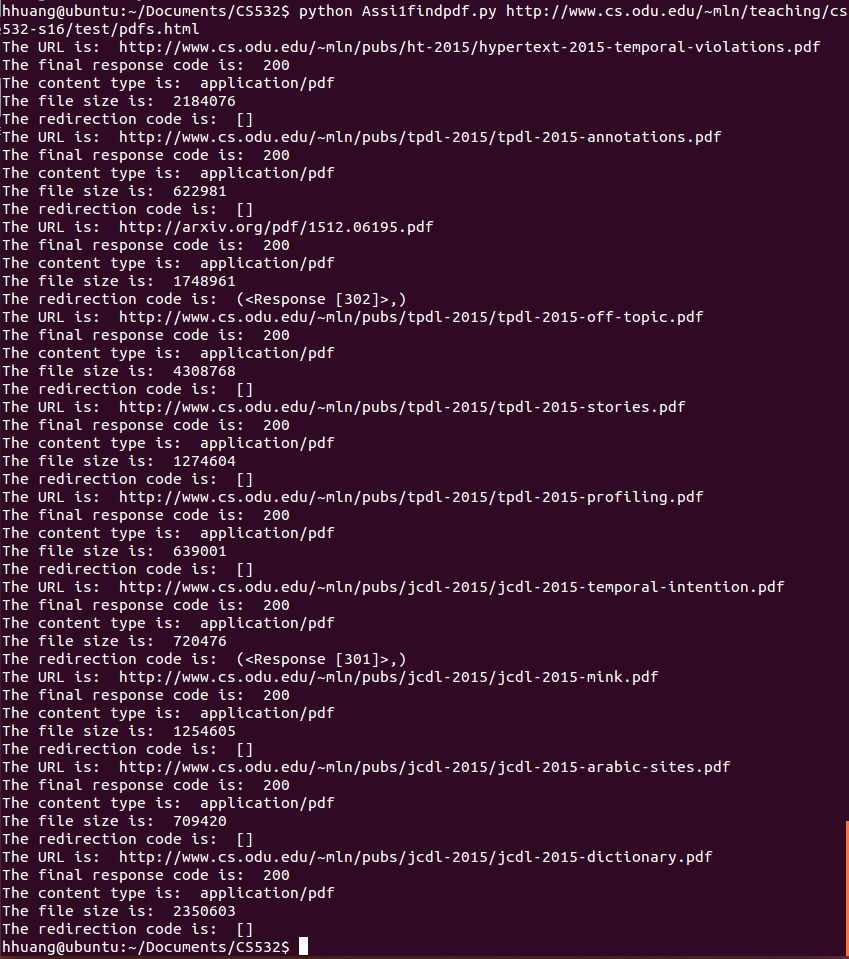 hhuang@ubuntu:~/Documents/CS532$ python Assi1findpdf.py http://www.cs.odu.edu/~mln/teaching/cs
532-s16/test/pdfs.html
The URL is:  http://www.cs.odu.edu/~mln/pubs/ht-2015/hypertext-2015-temporal-violations.pdf
The final response code is:  200
The content type is:  application/pdf
The file size is:  2184076
The redirection code is:  []
The URL is:  http://www.cs.odu.edu/~mln/pubs/tpdl-2015/tpdl-2015-annotations.pdf
The final response code is:  200
The content type is:  application/pdf
The file size is:  622981
The redirection code is:  []
The URL is:  http://arxiv.org/pdf/1512.06195.pdf
The final response code is:  200
The content type is:  application/pdf
The file size is:  1748961
The redirection code is:  (<Response [302]>,)
The URL is:  http://www.cs.odu.edu/~mln/pubs/tpdl-2015/tpdl-2015-off-topic.pdf
The final response code is:  200
The content type is:  application/pdf
The file size is:  4308768
The redirection code is:  []
The URL is:  http://www.cs.odu.edu/~mln/pubs/tpdl-2015/tpdl-2015-stories.pdf
The final response code is:  200
The content type is:  application/pdf
The file size is:  1274604
The redirection code is:  []
The URL is:  http://www.cs.odu.edu/~mln/pubs/tpdl-2015/tpdl-2015-profiling.pdf
The final response code is:  200
The content type is:  application/pdf
The file size is:  639001
The redirection code is:  []
The URL is:  http://www.cs.odu.edu/~mln/pubs/jcdl-2015/jcdl-2015-temporal-intention.pdf
The final response code is:  200
The content type is:  application/pdf
The file size is:  720476
The redirection code is:  (<Response [301]>,)
The URL is:  http://www.cs.odu.edu/~mln/pubs/jcdl-2015/jcdl-2015-mink.pdf
The final response code is:  200
The content type is:  application/pdf
The file size is:  1254605
The redirection code is:  []
The URL is:  http://www.cs.odu.edu/~mln/pubs/jcdl-2015/jcdl-2015-arabic-sites.pdf
The final response code is:  200
The content type is:  application/pdf
The file size is:  709420
The redirection code is:  []
The URL is:  http://www.cs.odu.edu/~mln/pubs/jcdl-2015/jcdl-2015-dictionary.pdf
The final response code is:  200
The content type is:  application/pdf
The file size is:  2350603
The redirection code is:  []
hhuang@ubuntu:~/Documents/CS532$